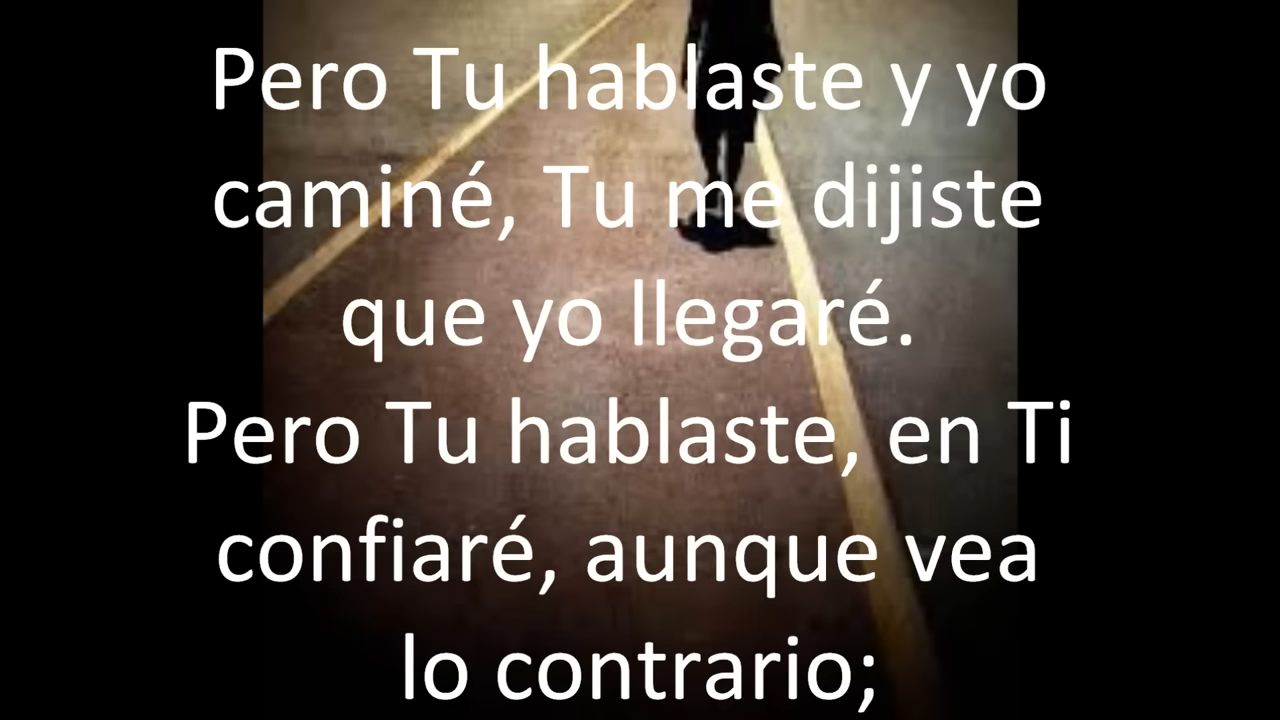 Pero Tu hablaste y yo
caminé, Tu me dijiste
que yo llegaré.
Pero Tu hablaste, en Ti
confiaré, aunque vea
lo contrario;